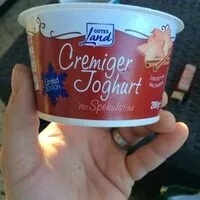 GUTES
Land
Cremiger
Joghurt
Limited
EDITION
mit Spekulatius
200g